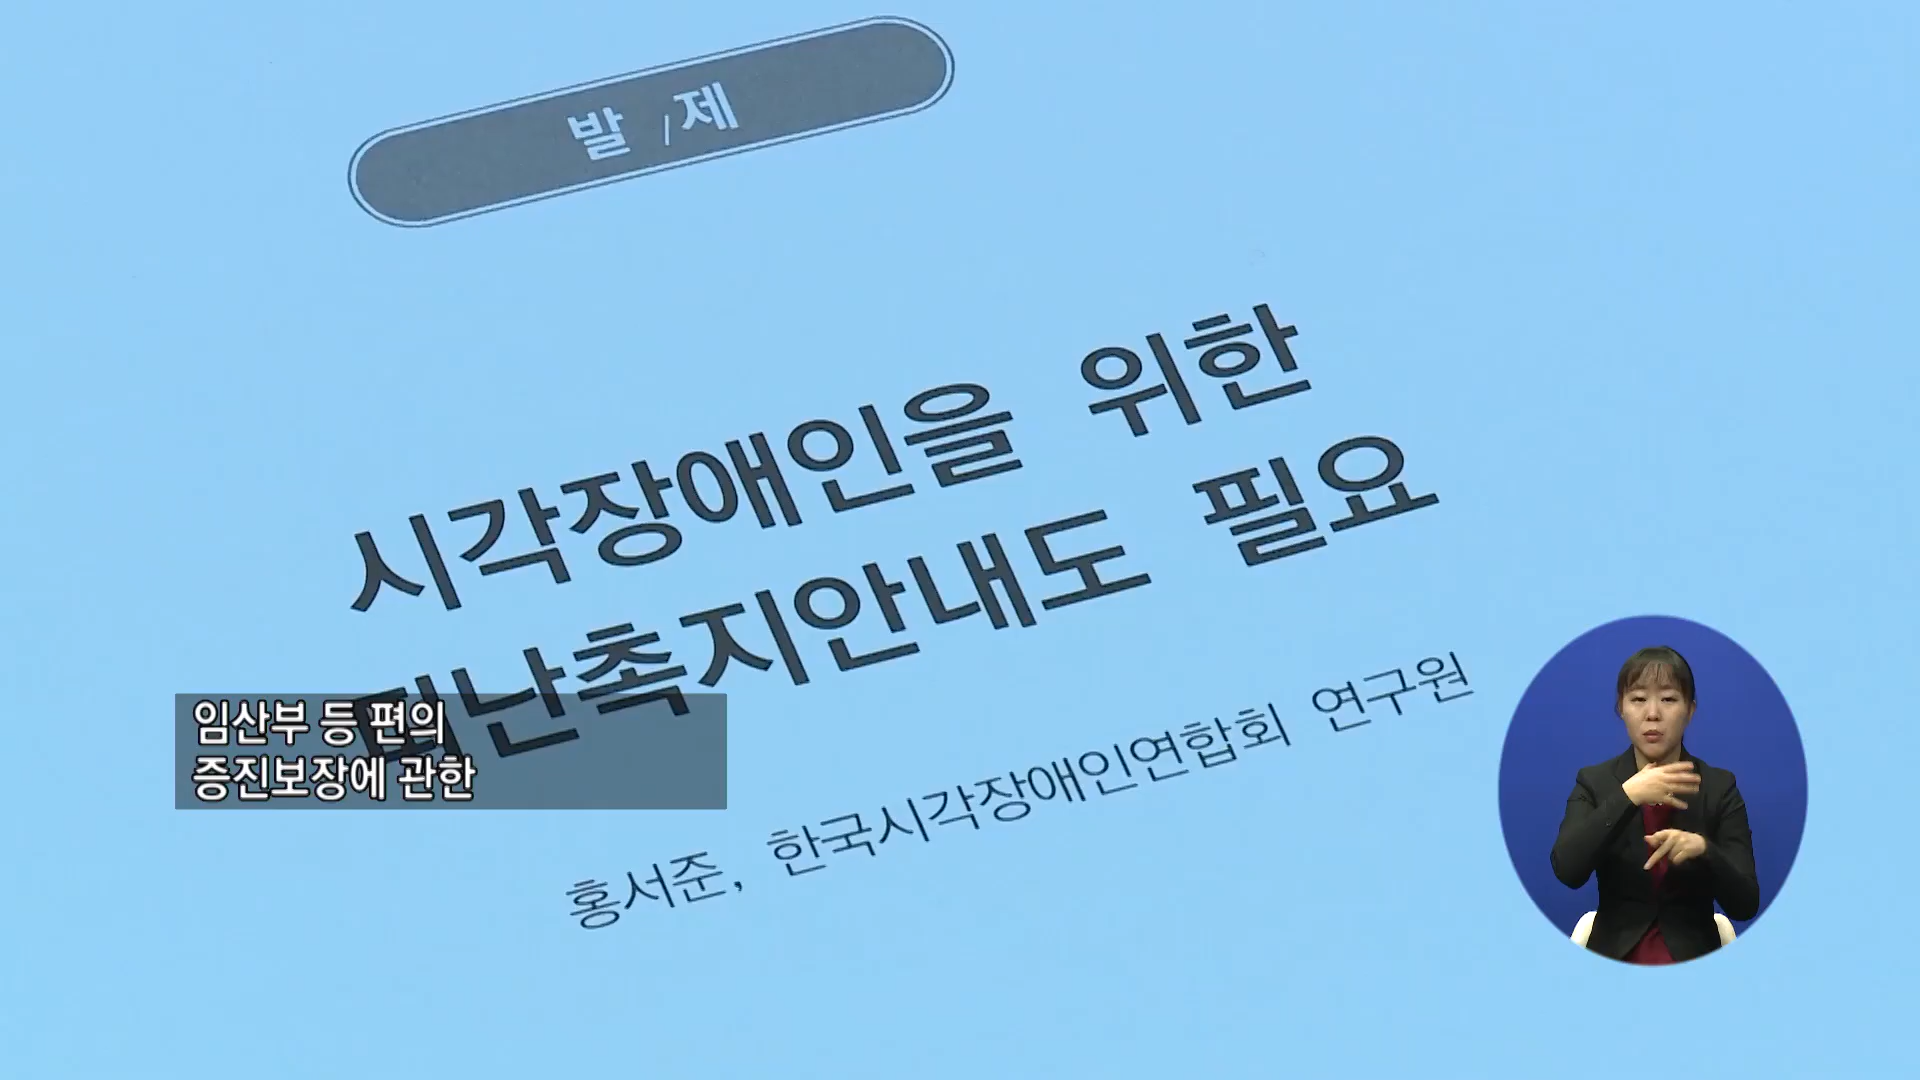 발 / 제
시각장애인을 위한
피난촉지안내도 필요
홍서준, 한국시각장애인연합회 연구원
임산부 등 편의
증진보장에 관한